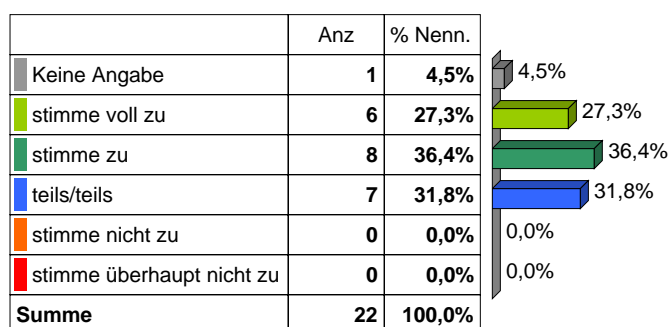 Anz % Nenn.
Keine Angabe 1 4,5% 4,5%
stimme voll zu 6 27,3% 27,3%
stimme zu 8 36,4% 36,4%
teils/teils 7 31,8% 31,8%
stimme nicht zu 0 0,0% 0,0%
stimme überhaupt nicht zu 0 0,0% 0,0%
Summe 22 100,0%